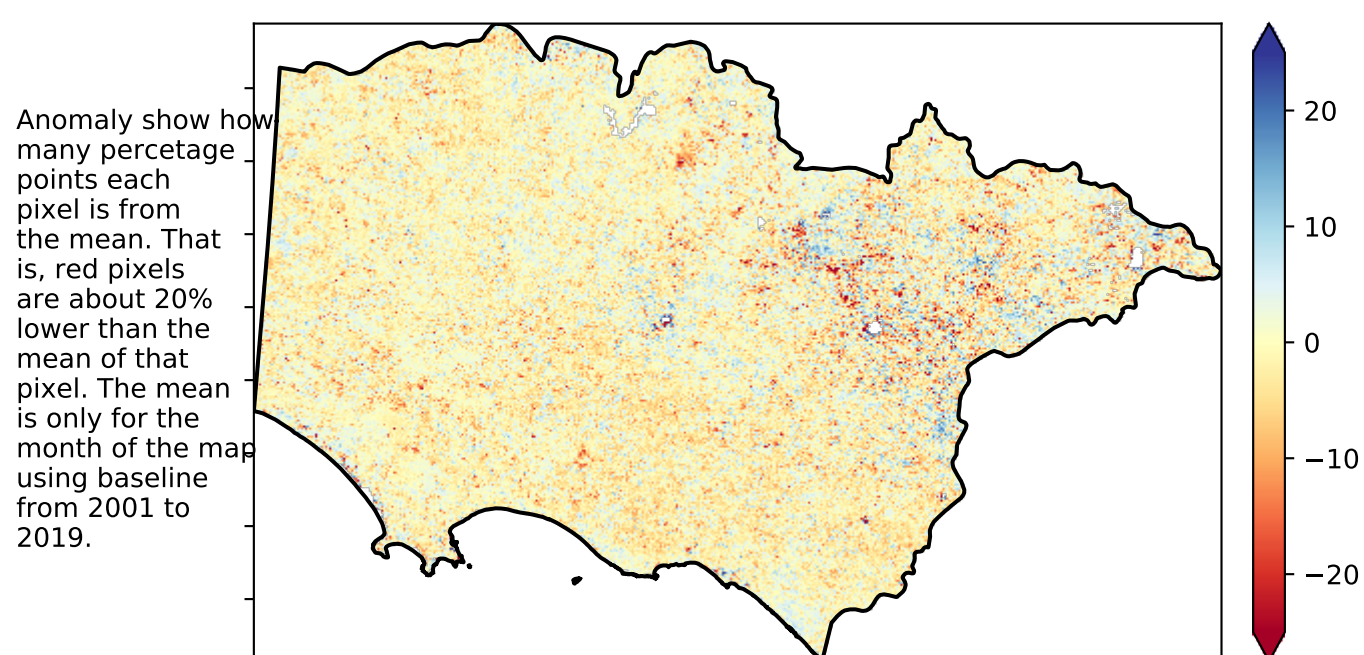 Anomaly show how
many percetage
points each
pixel is from
the mean. That
is, red pixels
are about 20%
lower than the
mean of that
pixel. The mean
is only for the
month of the map
using baseline
from 2001 to
2019.
20
10
0
−10
−20